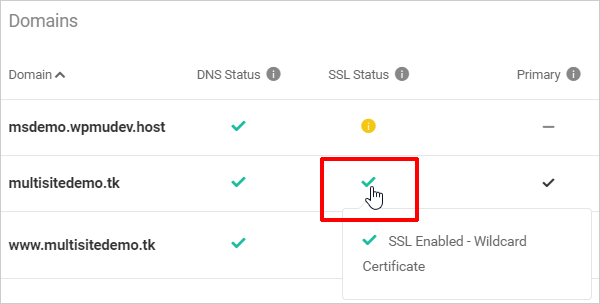 Domains
Domain DNS Status SSL Status Primary
msdemo.wpmudev.host
multisitedemo.tk
www.multisitedemo.tk
SSL Enabled - Wildcard
Certificate